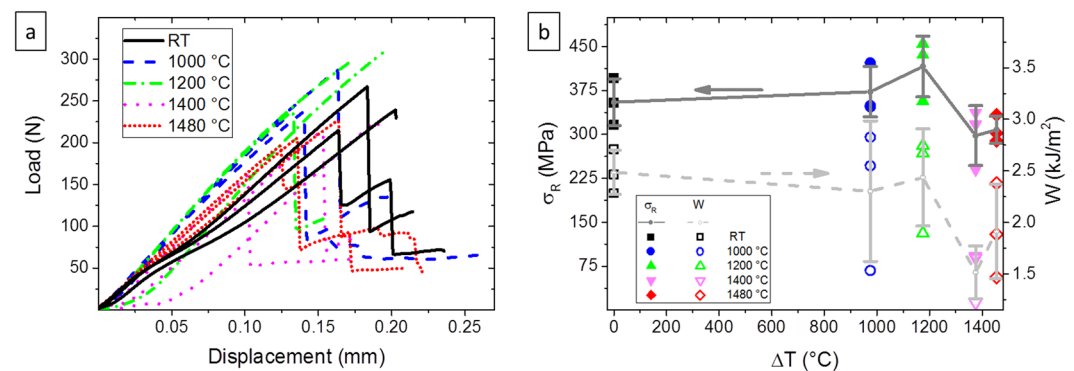 a
RT
1000 °C
1200 °C
1400 °C
1480 °C
300
250
200
150
100
50
Load (N)
0.05 0.10 0.15 0.20 0.25
Displacement (mm)
b
450
375
300
225
150
75
σR (MPa)
3.5
3.0
2.5
2.0
1.5
W (kJ/m²)
σR W
RT
1000 °C
1200 °C
1400 °C
1480 °C
0 200 400 600 800 1000 1200 1400
ΔT (°C)